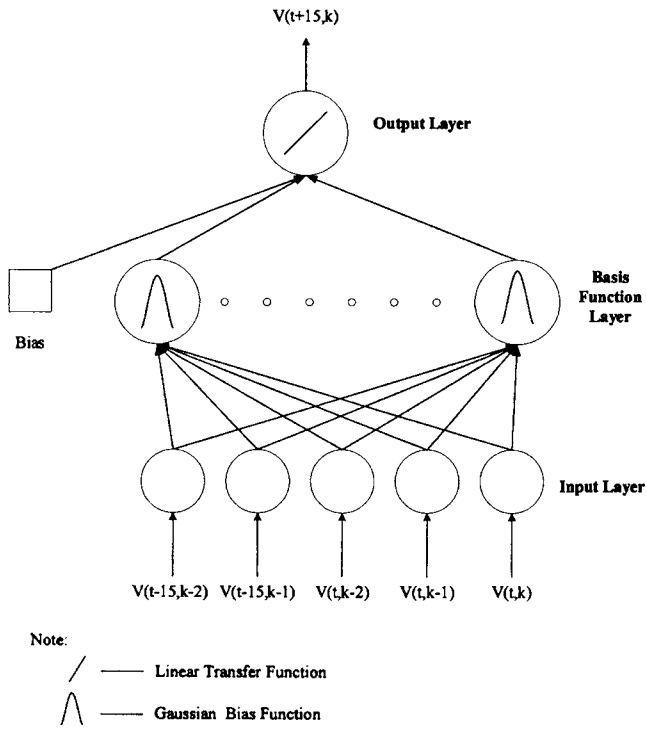 V(t+15,k)
Output Layer
Basis
Function
Layer
Bias
Input Layer
V(t-15,k-2) V(t-15,k-1) V(t,k-2) V(t,k-1) V(t,k)
Note:
Linear Transfer Function
Gaussian Bias Function